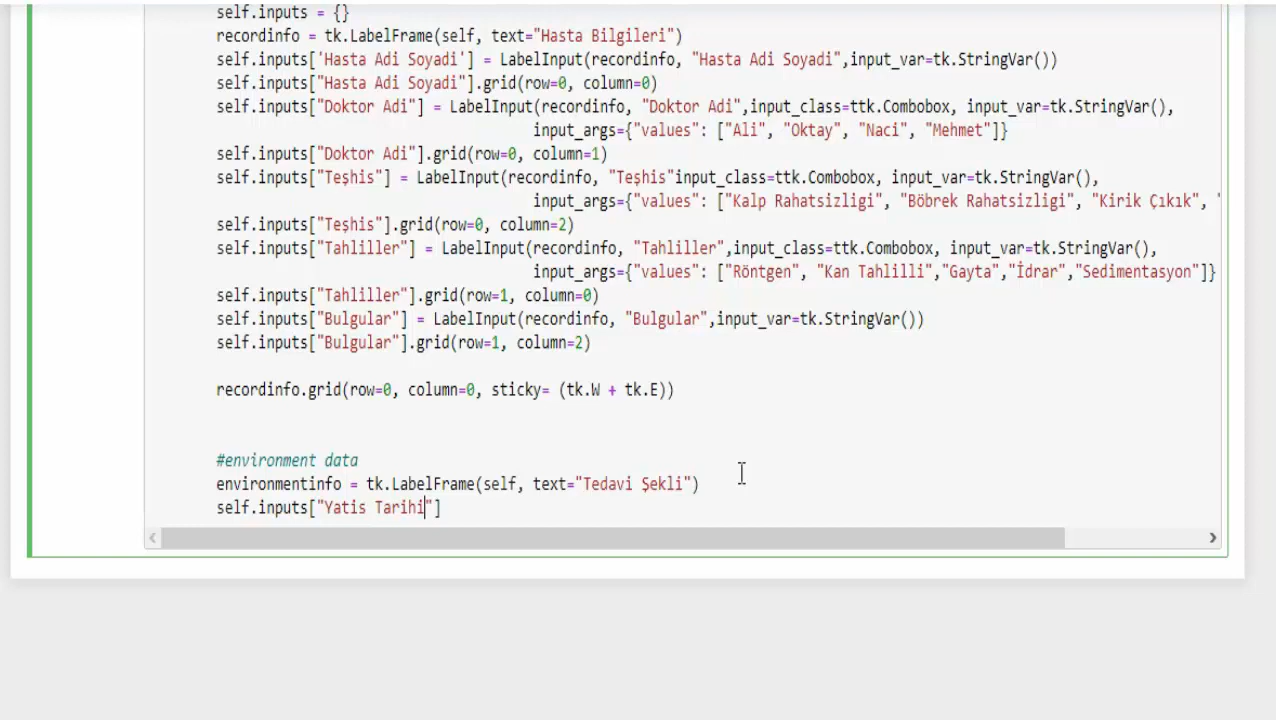 self.inputs = {}
recordinfo = tk.LabelFrame(self, text="Hasta Bilgileri")
self.inputs['Hasta Adi Soyadi'] = LabelInput(recordinfo, "Hasta Adi Soyadi",input_var=tk.StringVar())
self.inputs["Hasta Adi Soyadi"].grid(row=0, column=0)
self.inputs["Doktor Adi"] = LabelInput(recordinfo, "Doktor Adi",input_class=ttk.Combobox, input_var=tk.StringVar(),
input_args={"values": ["Ali", "Oktay", "Naci", "Mehmet"]}
self.inputs["Doktor Adi"].grid(row=0, column=1)
self.inputs["Teşhis"] = LabelInput(recordinfo, "Teşhis"input_class=ttk.Combobox, input_var=tk.StringVar(),
input_args={"values": ["Kalp Rahatsizligi", "Böbrek Rahatsizligi", "Kirik Çıkık", "
self.inputs["Teşhis"].grid(row=0, column=2)
self.inputs["Tahliller"] = LabelInput(recordinfo, "Tahliller",input_class=ttk.Combobox, input_var=tk.StringVar(),
input_args={"values": ["Röntgen", "Kan Tahlilli","Gayta","İdrar","Sedimentasyon"]}
self.inputs["Tahliller"].grid(row=1, column=0)
self.inputs["Bulgular"] = LabelInput(recordinfo, "Bulgular",input_var=tk.StringVar())
self.inputs["Bulgular"].grid(row=1, column=2)
recordinfo.grid(row=0, column=0, sticky= (tk.W + tk.E))
#environment data
environmentinfo = tk.LabelFrame(self, text="Tedavi Şekli")
self.inputs["Yatis Tarihi"]